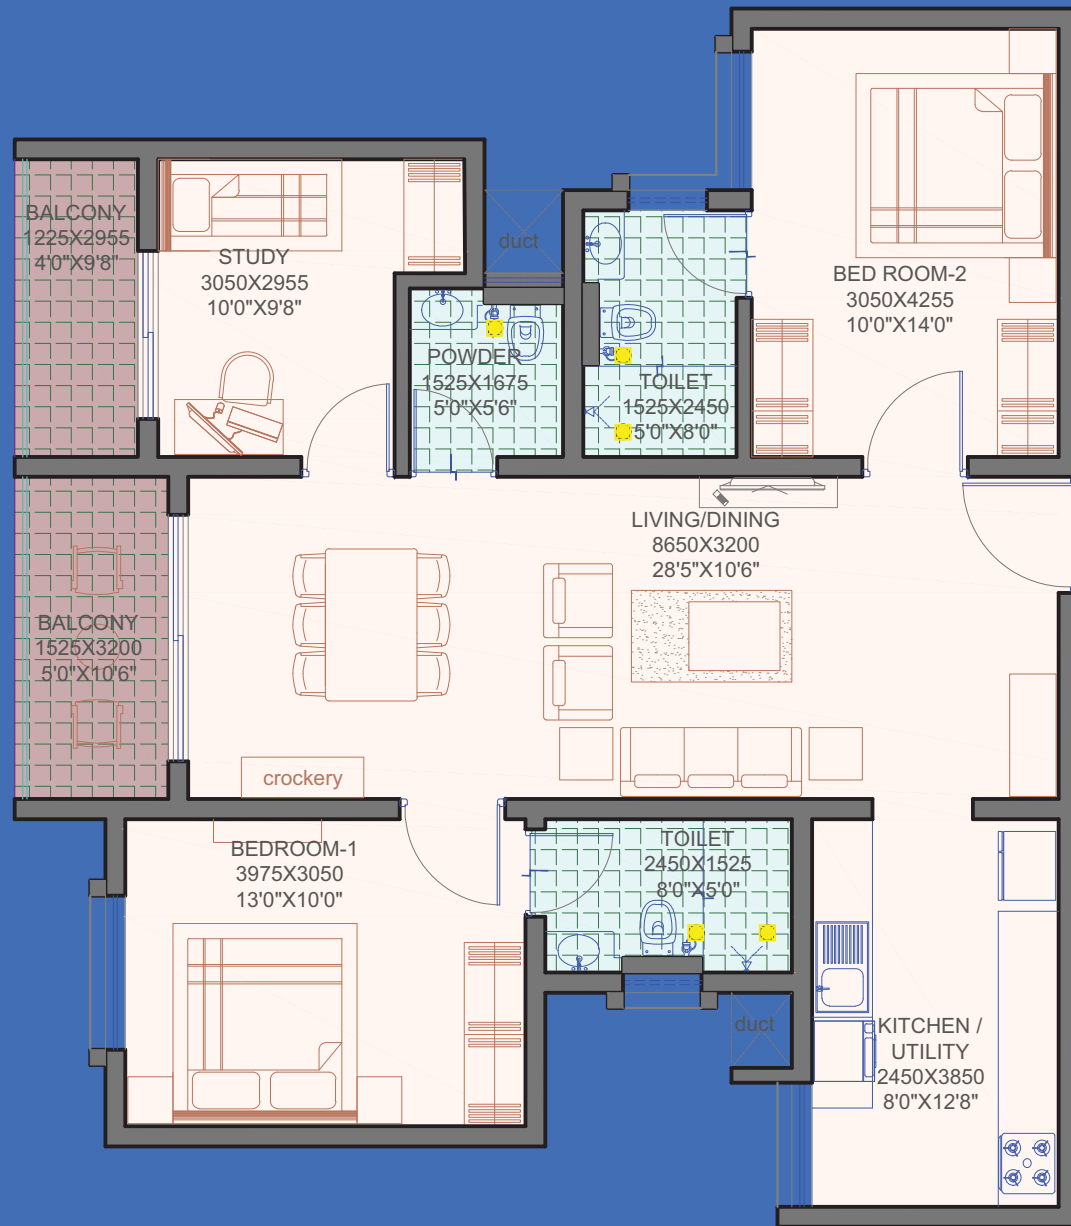 BALCONY
1225X2955
4'0"X9'8"
STUDY
3050X2955
10'0"X9'8"
duct
BED ROOM-2
3050X4255
10'0"X14'0"
POWDER
1525X1675
5'0"X5'6"
TOILET
1525X2450
5'0"X8'0"
LIVING/DINING
8650X3200
28'5"X10'6"
BALCONY
1525X3200
5'0"X10'6"
crockery
BEDROOM-1
3975X3050
13'0"X10'0"
TOILET
2450X1525
8'0"X5'0"
duct
KITCHEN /
UTILITY
2450X3850
8'0"X12'8"